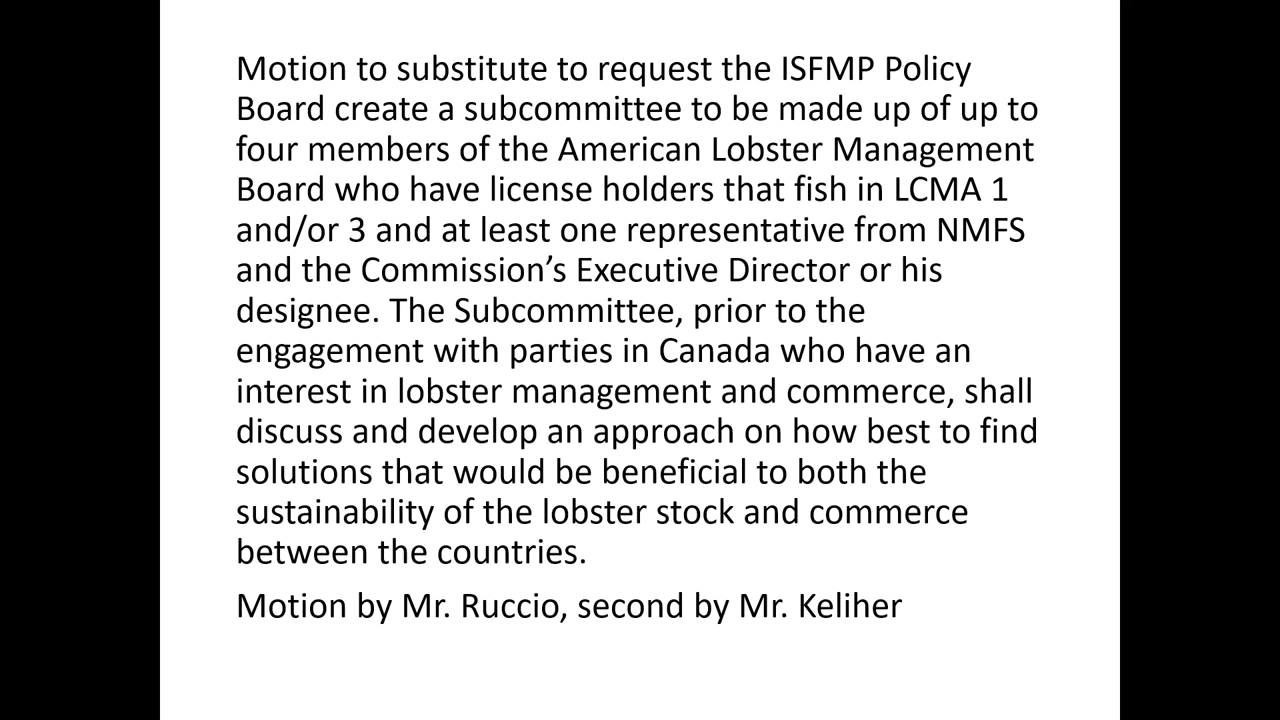 Motion to substitute to request the ISFMP Policy
Board create a subcommittee to be made up of up to
four members of the American Lobster Management
Board who have license holders that fish in LCMA 1
and/or 3 and at least one representative from NMFS
and the Commission’s Executive Director or his
designee. The Subcommittee, prior to the
engagement with parties in Canada who have an
interest in lobster management and commerce, shall
discuss and develop an approach on how best to find
solutions that would be beneficial to both the
sustainability of the lobster stock and commerce
between the countries.
Motion by Mr. Ruccio, second by Mr. Keliher